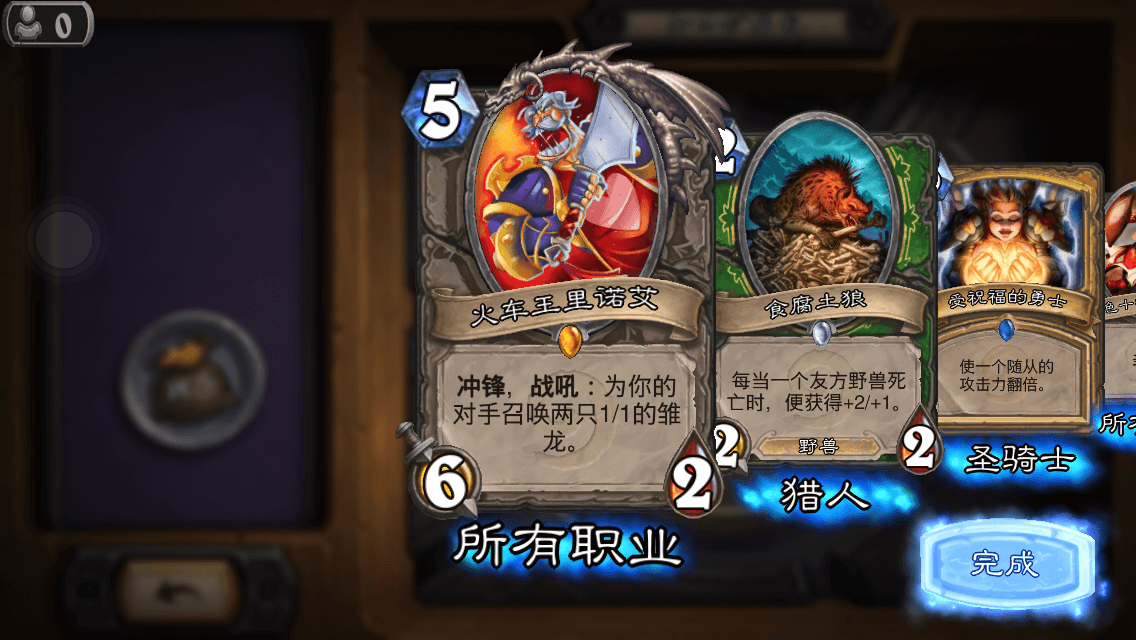 0
5
火车王里诺艾
冲锋，战吼：为你的
对手召唤两只1/1的雏
龙。
6
2
所有职业
2
食腐土狼
每当一个友方野兽死
亡时，便获得+2/+1。
野兽
2
2
猎人
受祝福的勇士
使一个随从的
攻击力翻倍。
圣骑士
所有
完成